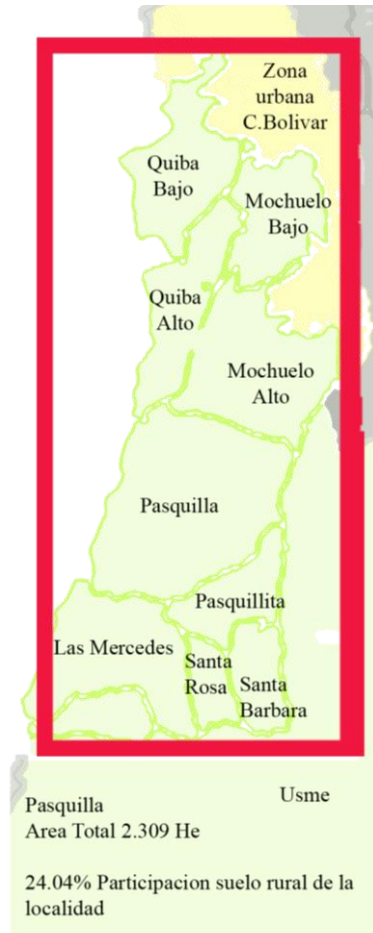 Zona
urbana
C.Bolivar
Quiba
Bajo
Mochuelo
Bajo
Quiba
Alto
Mochuelo
Alto
Pasquilla
Pasquillita
Las Mercedes
Santa
Rosa
Santa
Barbara
Usme
Pasquilla
Area Total 2.309 He
24.04% Participacion suelo rural de la
localidad